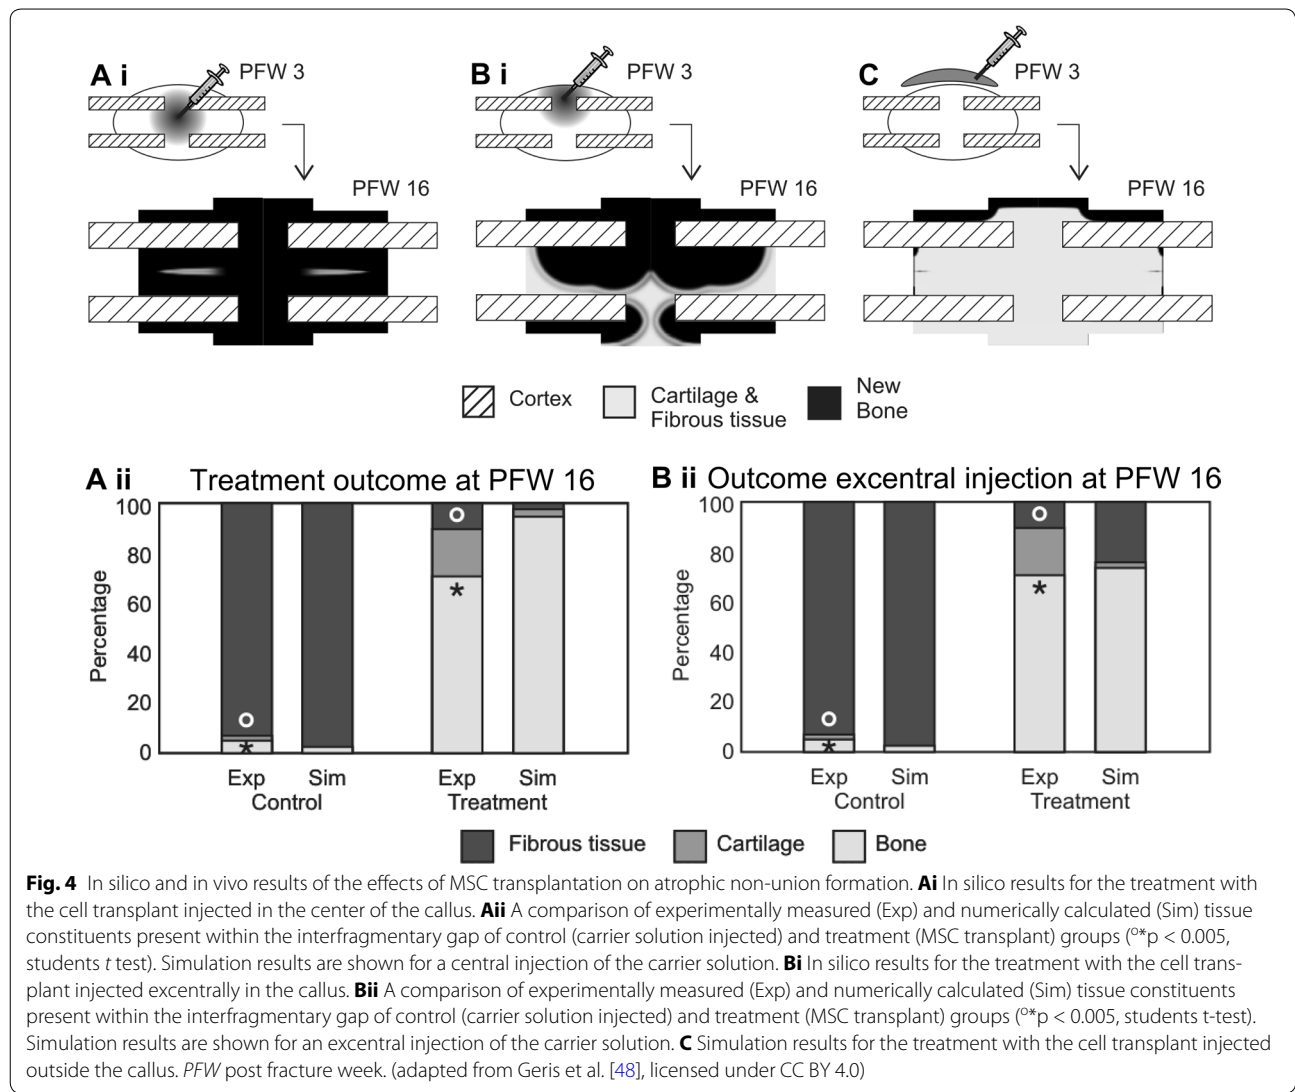 A i
PFW 3
PFW 16
B i
PFW 3
PFW 16
C
PFW 3
PFW 16
Cortex
Cartilage &
Fibrous tissue
New
Bone
A ii
Treatment outcome at PFW 16
Percentage
100
80
60
40
20
0
Exp
Sim
Control
Exp
Sim
Treatment
B ii
Outcome excentral injection at PFW 16
Percentage
100
80
60
40
20
0
Exp
Sim
Control
Exp
Sim
Treatment
Fibrous tissue
Cartilage
Bone
Fig. 4 In silico and in vivo results of the effects of MSC transplantation on atrophic non-union formation. Ai In silico results for the treatment with
the cell transplant injected in the center of the callus. Aii A comparison of experimentally measured (Exp) and numerically calculated (Sim) tissue
constituents present within the interfragmentary gap of control (carrier solution injected) and treatment (MSC transplant) groups (°*p < 0.005,
students t test). Simulation results are shown for a central injection of the carrier solution. Bi In silico results for the treatment with the cell trans-
plant injected excentrally in the callus. Bii A comparison of experimentally measured (Exp) and numerically calculated (Sim) tissue constituents
present within the interfragmentary gap of control (carrier solution injected) and treatment (MSC transplant) groups (°*p < 0.005, students t-test).
Simulation results are shown for an excentral injection of the carrier solution. C Simulation results for the treatment with the cell transplant injected
outside the callus. PFW post fracture week. (adapted from Geris et al. [48], licensed under CC BY 4.0)